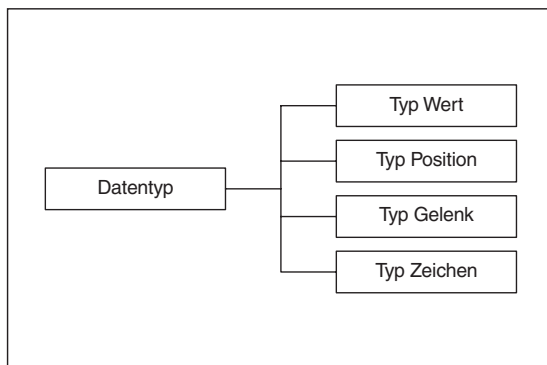 Datentyp
Typ Wert
Typ Position
Typ Gelenk
Typ Zeichen